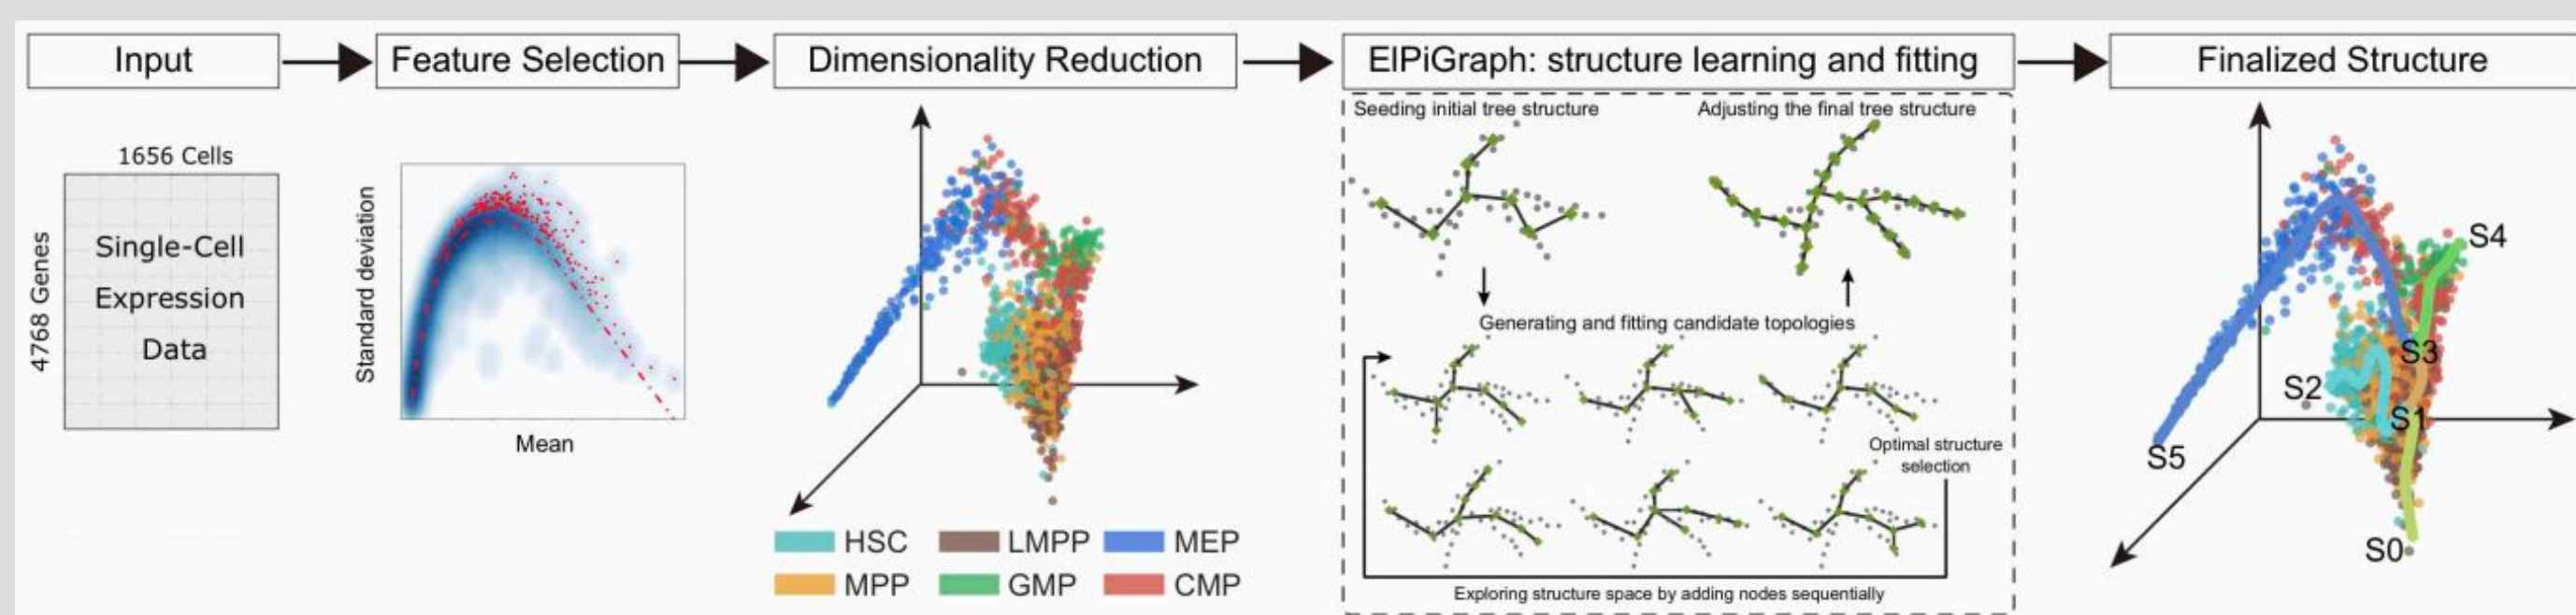 Input
Feature Selection
Dimensionality Reduction
ElPiGraph: structure learning and fitting
Finalized Structure
1656 Cells
4768 Genes
Single-Cell
Expression
Data
Standard deviation
Mean
HSC
LMPP
MEP
MPP
GMP
CMP
Seeding initial tree structure
Adjusting the final tree structure
Generating and fitting candidate topologies
Optimal structure
selection
Exploring structure space by adding nodes sequentially
S4
S3
S2
S1
S5
S0